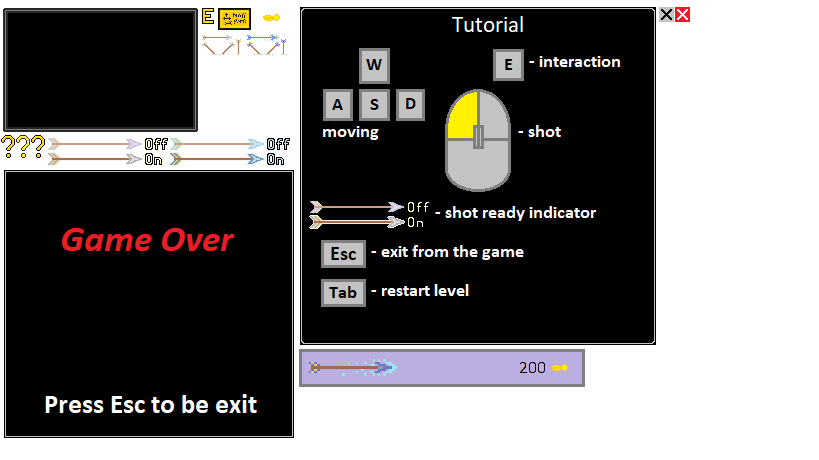 E
???
Off
On
Off
On
Game Over
Press Esc to be exit
Tutorial
W
A S D
moving
E - interaction
- shot
Off
On
- shot ready indicator
Esc - exit from the game
Tab - restart level
200